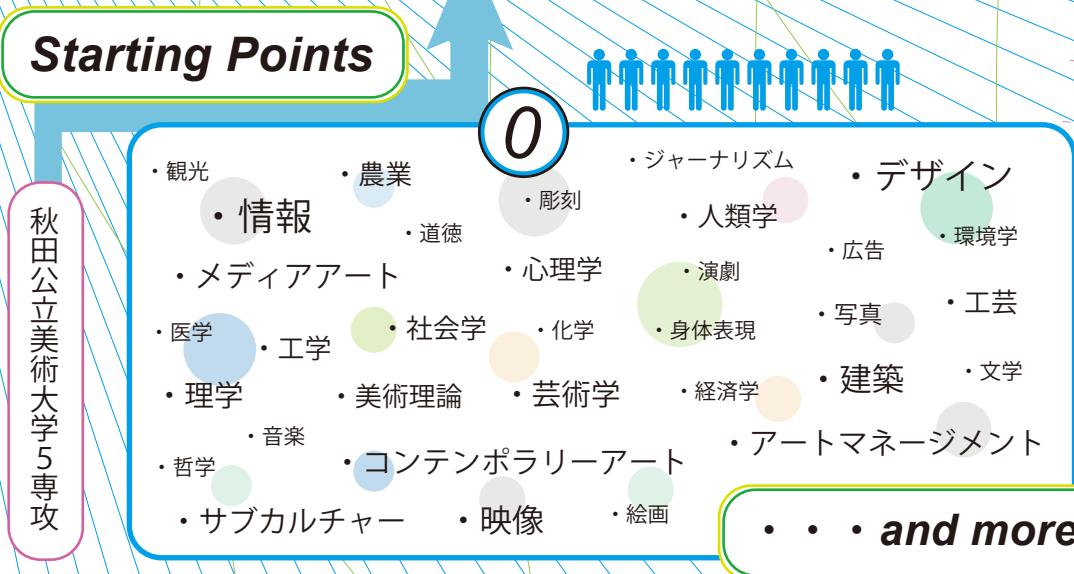 Starting Points
0
秋田公立美術大学5専攻
・観光
・農業
・彫刻
・ジャーナリズム
・デザイン
・情報
・道徳
・人類学
・広告
・環境学
・メディアアート
・心理学
・演劇
・医学
・工学
・社会学
・化学
・身体表現
・写真
・工芸
・理学
・美術理論
・芸術学
・経済学
・建築
・文学
・音楽
・哲学
・コンテンポラリーアート
・アートマネージメント
・サブカルチャー
・映像
・絵画
・・・and more